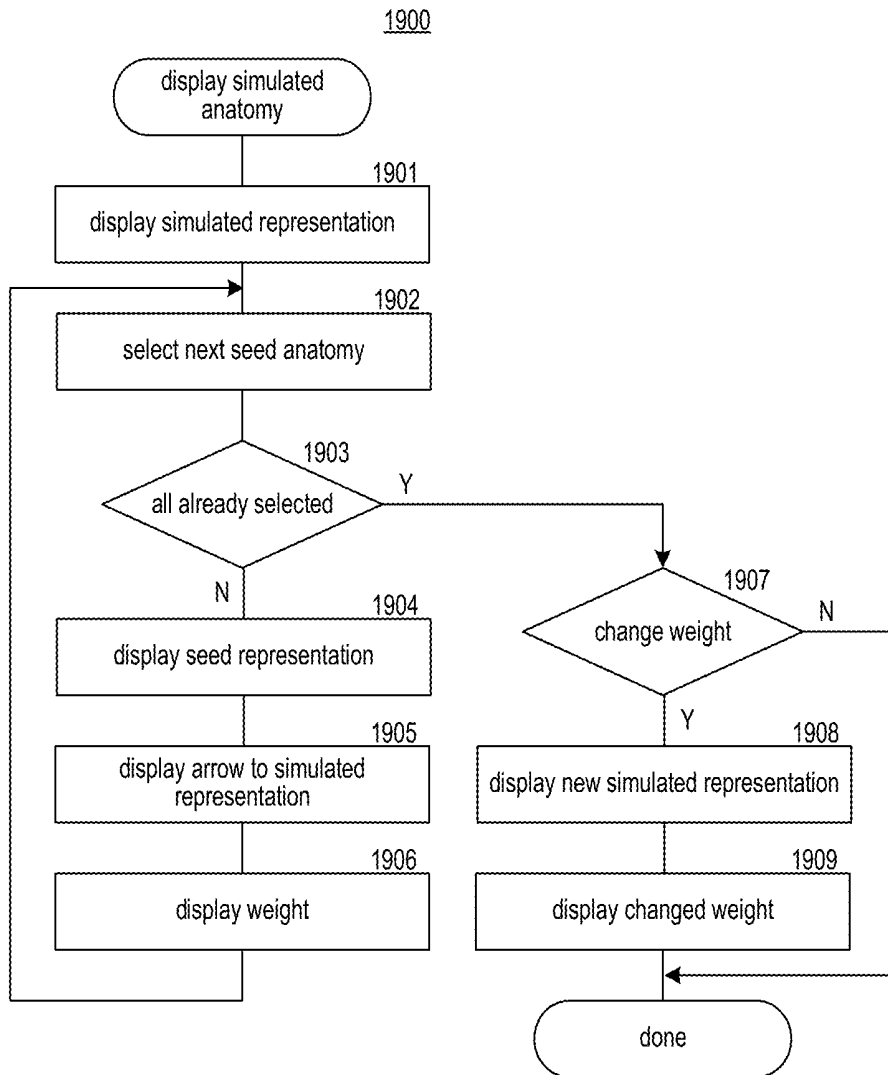 1900
display simulated
anatomy
1901
display simulated representation
1902
select next seed anatomy
1903
all already selected
Y
N
1904
display seed representation
1905
display arrow to simulated
representation
1906
display weight
1907
change weight
N
Y
1908
display new simulated representation
1909
display changed weight
done